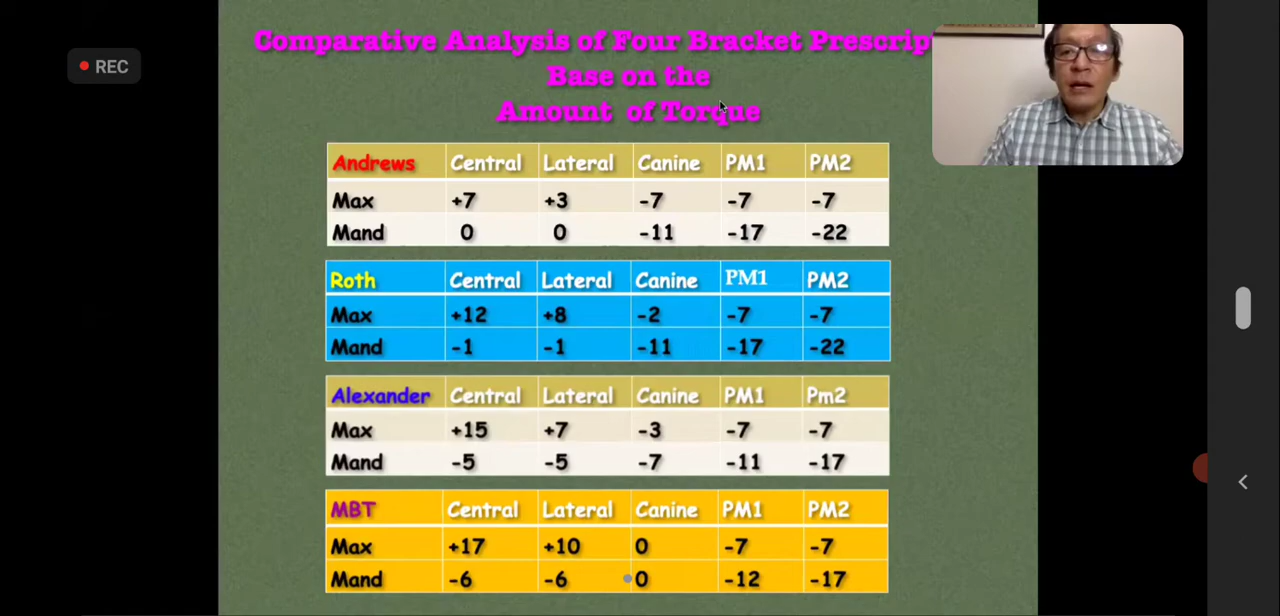 REC
Comparative Analysis of Four Bracket
Base on the
Amount of Torque
Andrews Central Lateral Canine PM1 PM2
Max +7 +3 -7 -7 -7
Mand 0 0 -11 -17 -22
Roth Central Lateral Canine PM1 PM2
Max +12 +8 -2 -7 -7
Mand -1 -1 -11 -17 -22
Alexander Central Lateral Canine PM1 Pm2
Max +15 +7 -3 -7 -7
Mand -5 -5 -7 -11 -17
MBT Central Lateral Canine PM1 PM2
Max +17 +10 0 -7 -7
Mand -6 -6 0 -12 -17